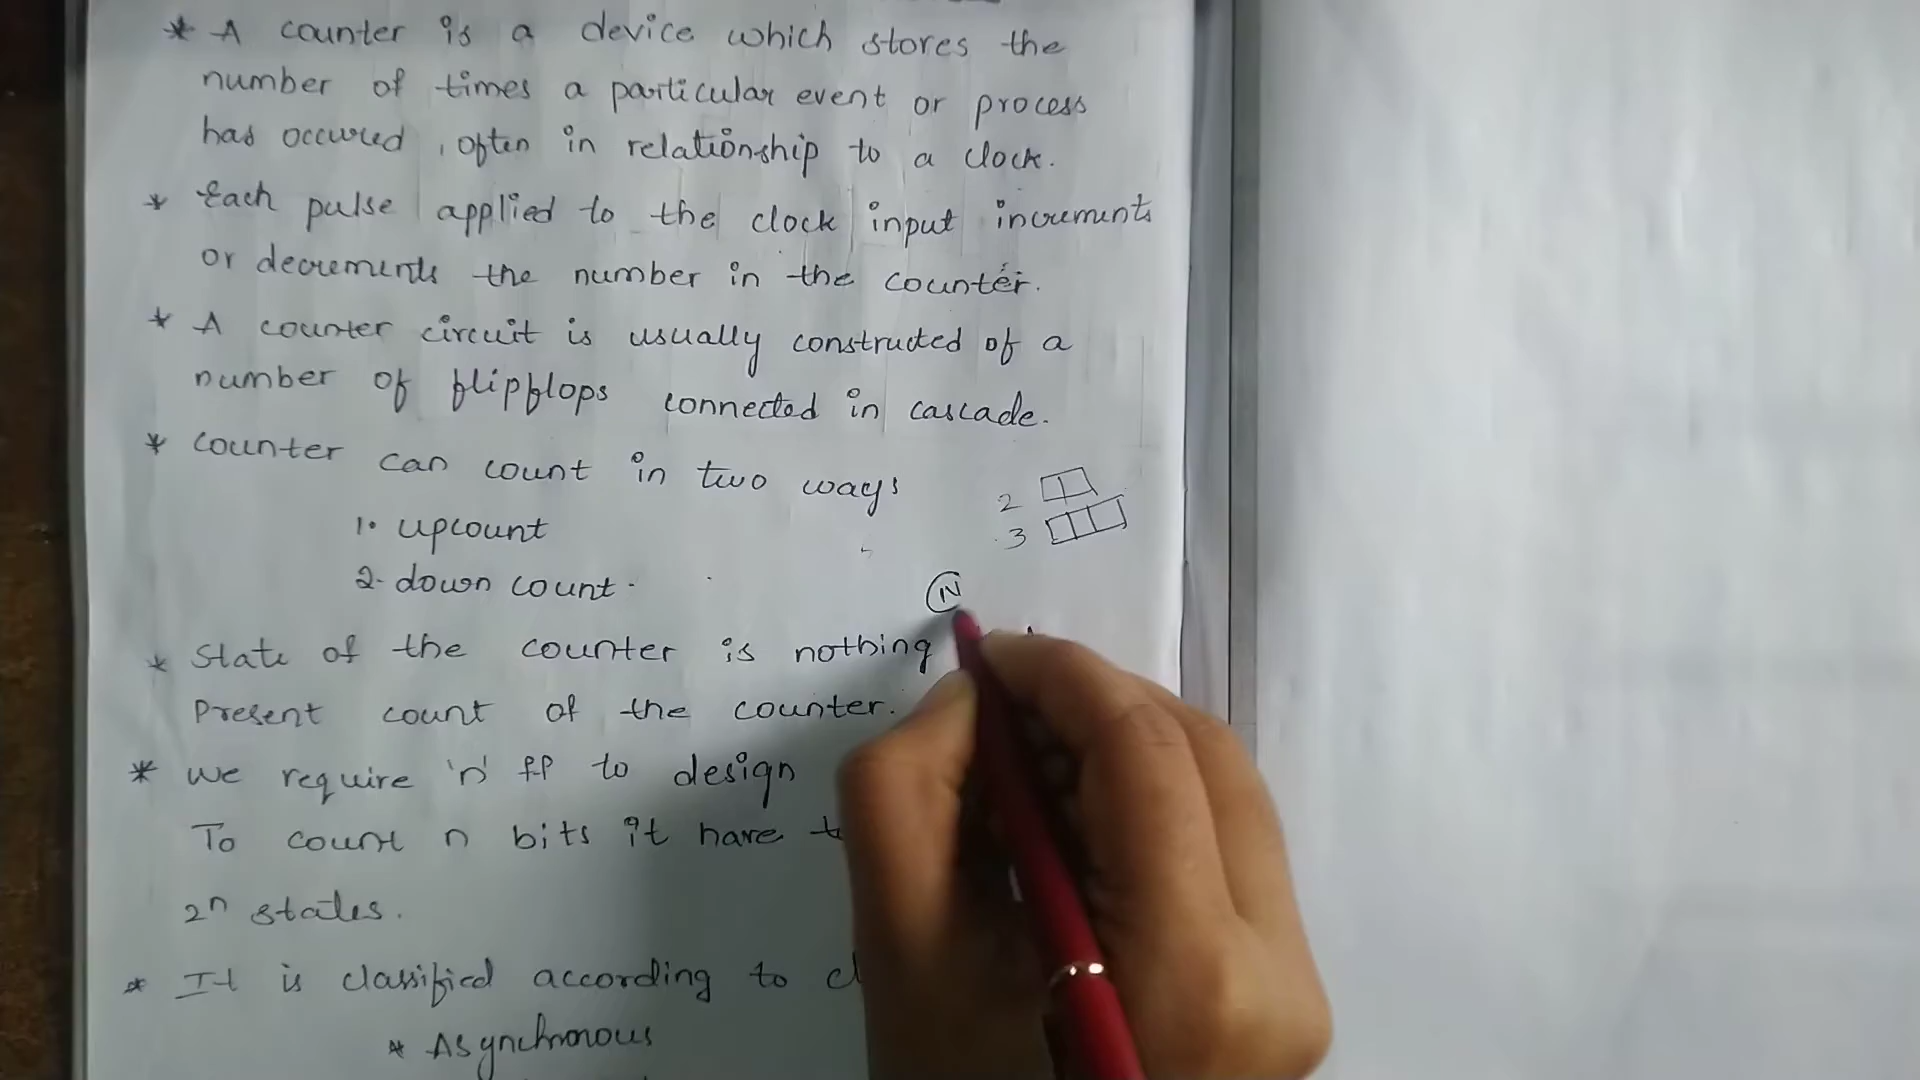 * A counter is a device which stores the
number of times a particular event or process
has occured, often in relationship to a clock.
* Each pulse applied to the clock input increments
or decrements the number in the counter.
* A counter circuit is usually constructed of a
number of flipflops connected in cascade.
* counter can count in two ways
1. upcount
2. down count.
2
3
N
* State of the counter is nothing
Present count of the counter.
* we require 'n' ff to design
To count n bits it have
2ⁿ states.
* It is classified according to
* Asynchronous